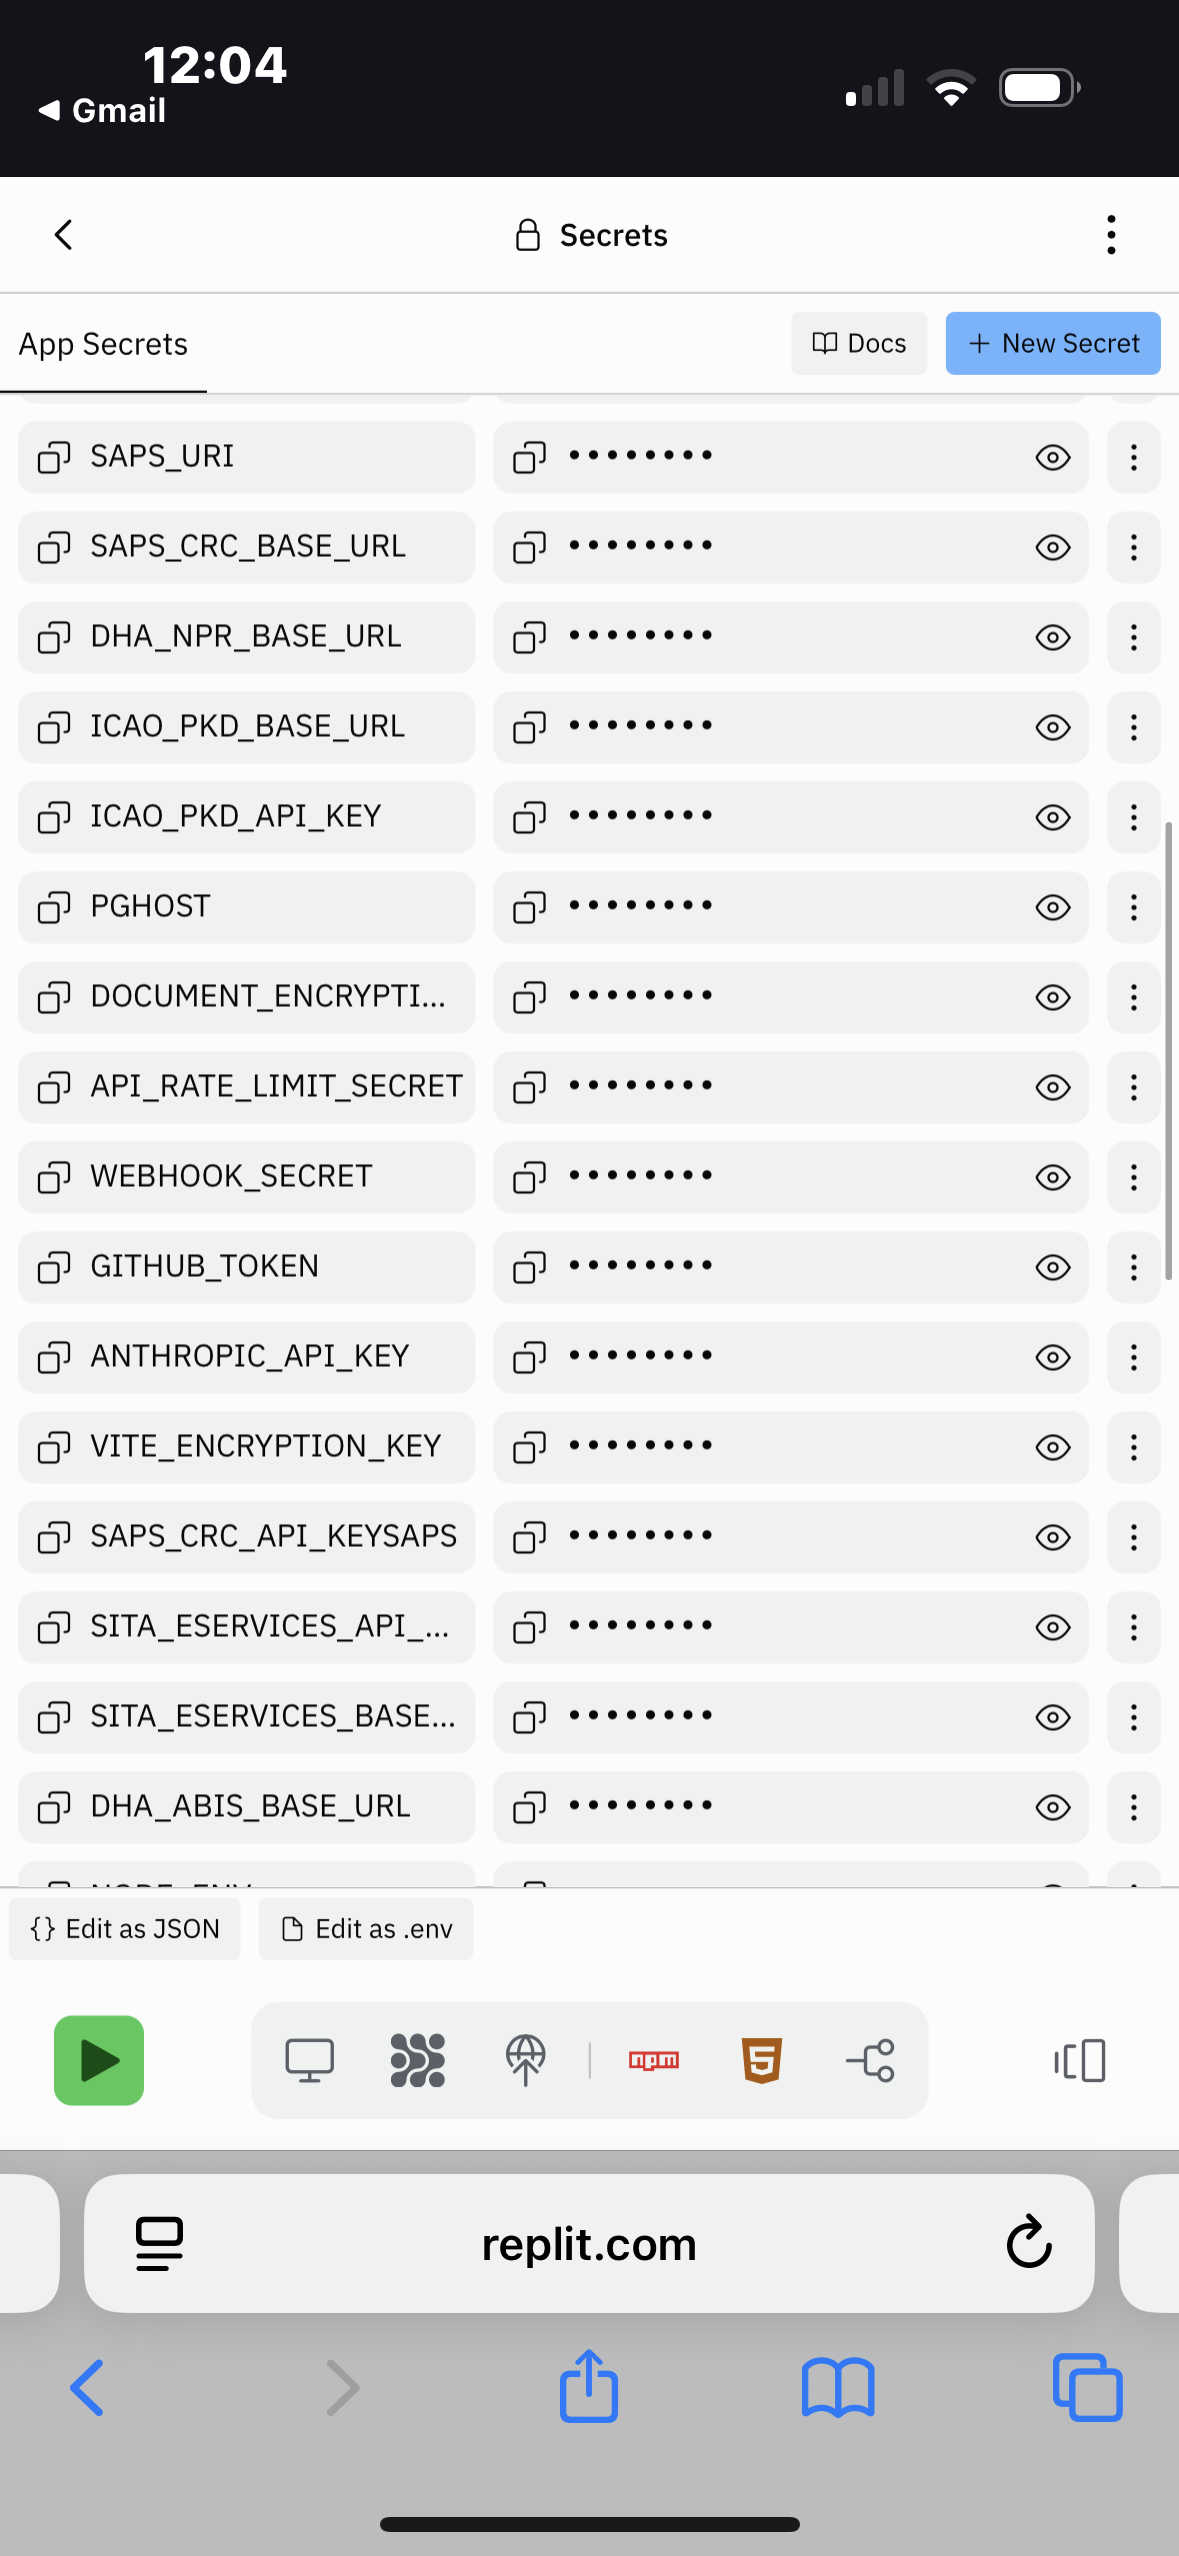 12:04
Gmail
Secrets
App Secrets
Docs
New Secret
SAPS_URI
SAPS_CRC_BASE_URL
DHA_NPR_BASE_URL
ICAO_PKD_BASE_URL
ICAO_PKD_API_KEY
PGHOST
DOCUMENT_ENCRYPTI...
API_RATE_LIMIT_SECRET
WEBHOOK_SECRET
GITHUB_TOKEN
ANTHROPIC_API_KEY
VITE_ENCRYPTION_KEY
SAPS_CRC_API_KEYSAPS
SITA_ESERVICES_API_...
SITA_ESERVICES_BASE...
DHA_ABIS_BASE_URL
{} Edit as JSON
Edit as .env
npm
5
replit.com